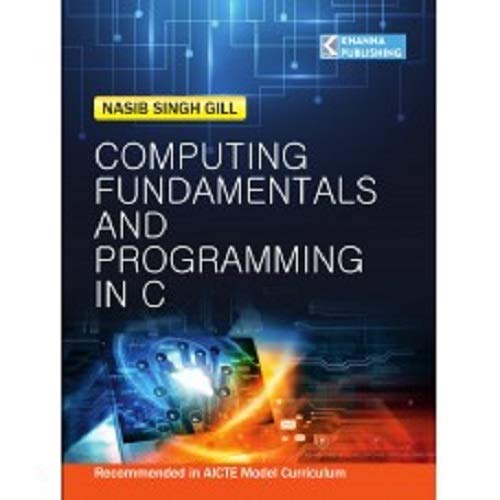 KHANNA
PUBLISHING
NASIB SINGH GILL
COMPUTING
FUNDAMENTALS
AND
PROGRAMMING
IN C
Recommended in AICTE Model Curriculum